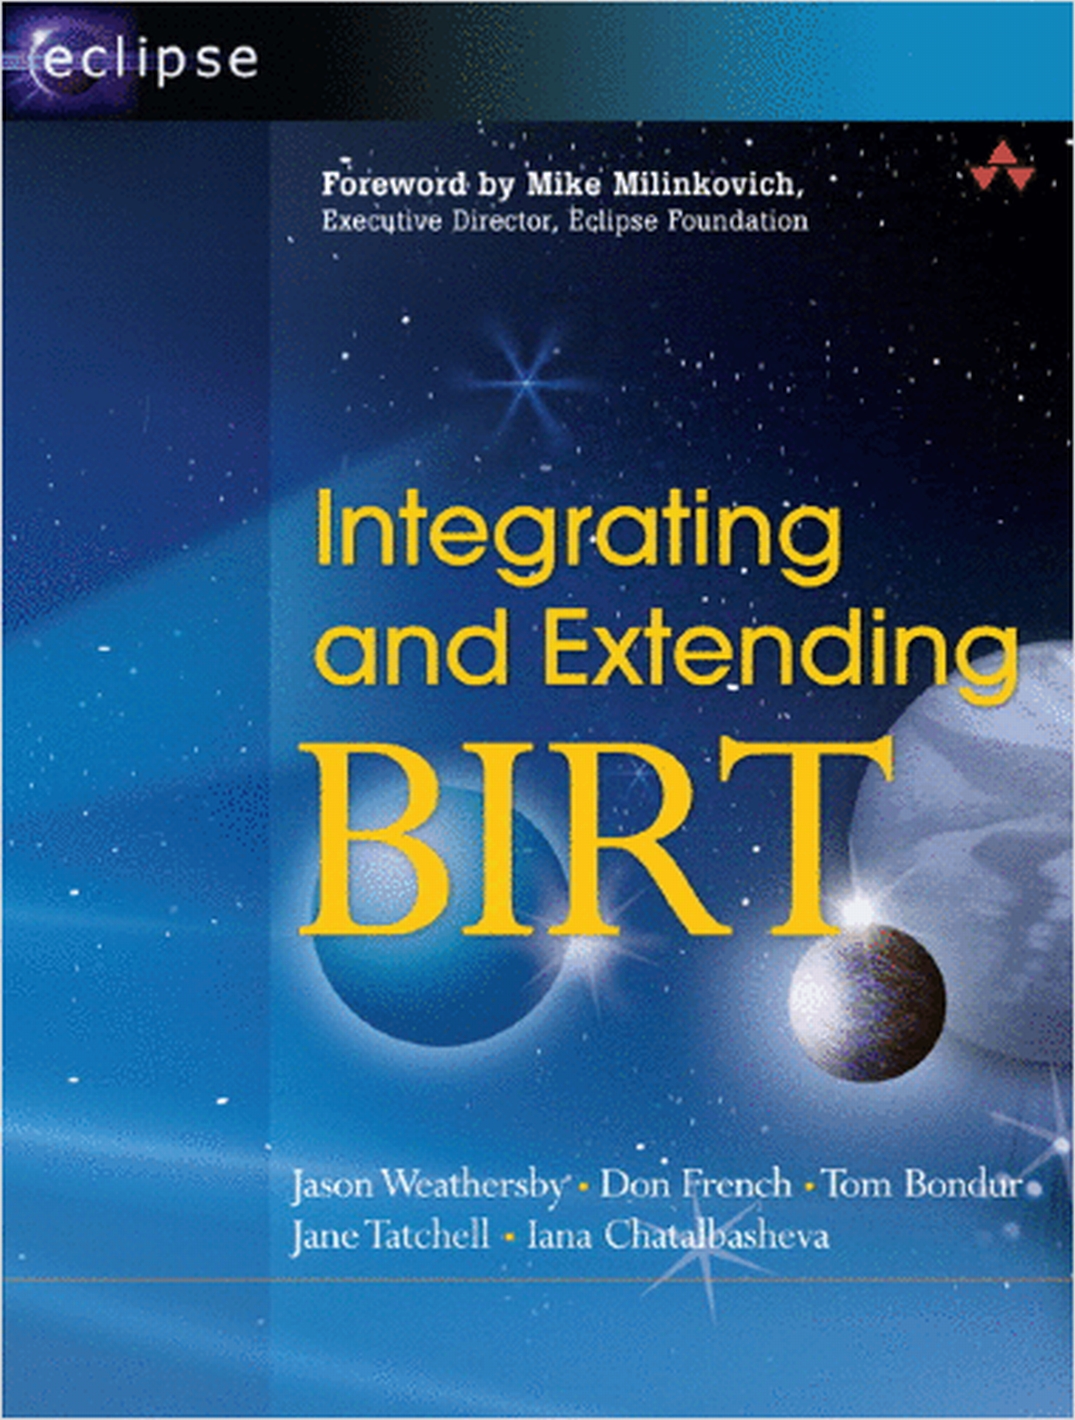 eclipse
Foreword by Mike Milinkovich,
Executive Director, Eclipse Foundation
Integrating
and Extending
BIRT
Jason Weathersby • Don French • Tom Bondur
Jane Tatchell • Iana Chatalbasheva